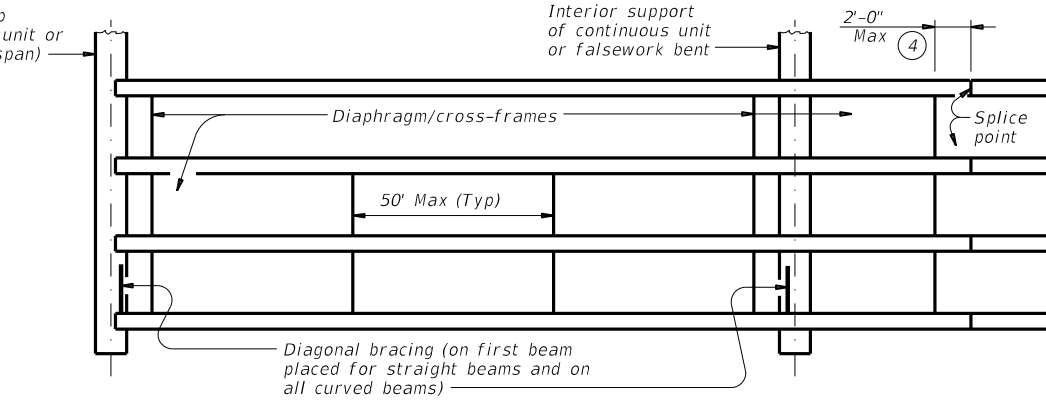 unit or
span)
Interior support
of continuous unit
or falsework bent
2'-0"
Max
4
Diaphragm/cross-frames
Splice
point
50' Max (Typ)
Diagonal bracing (on first beam
placed for straight beams and on
all curved beams)